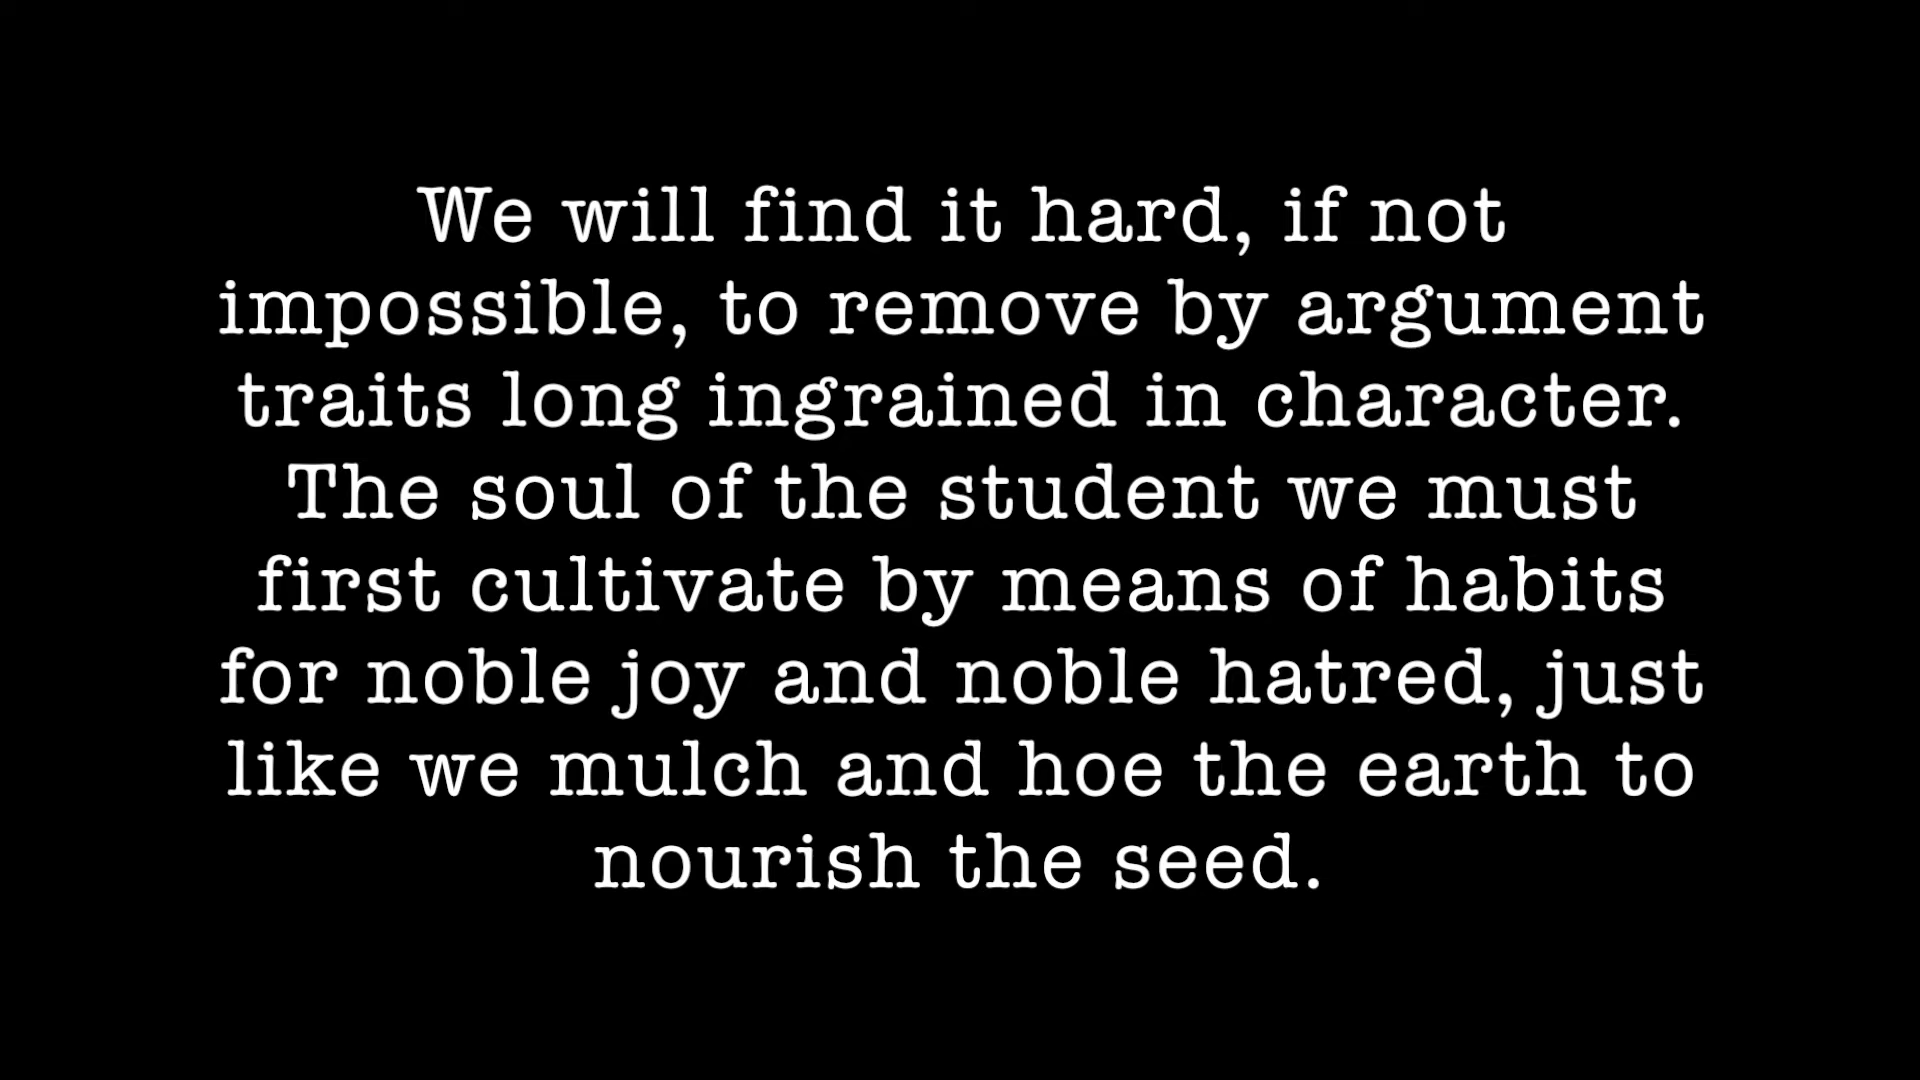 We will find it hard, if not
impossible, to remove by argument
traits long ingrained in character.
The soul of the student we must
first cultivate by means of habits
for noble joy and noble hatred, just
like we mulch and hoe the earth to
nourish the seed.